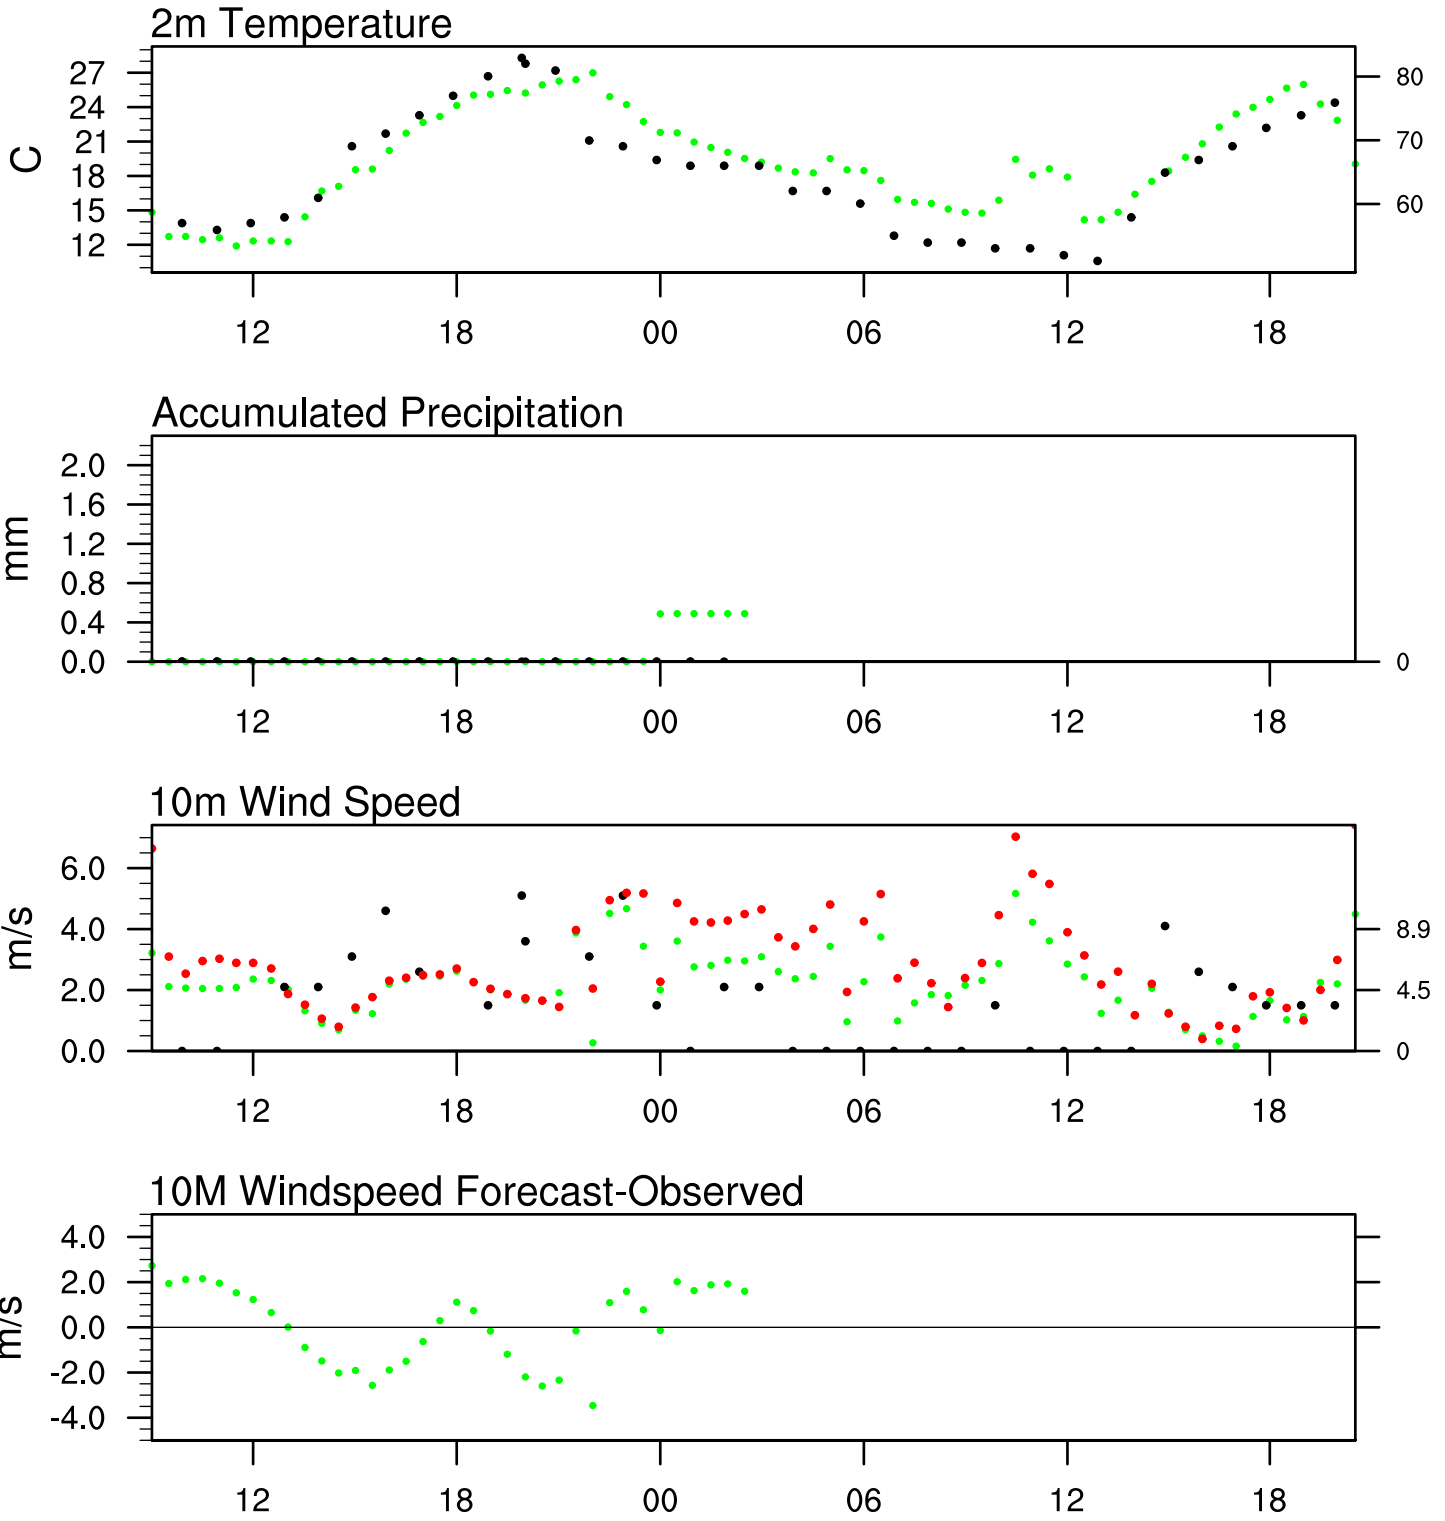 2m Temperature
27
24
21
18
15
12
C
80
70
60
12 18 00 06 12 18
Accumulated Precipitation
2.0
1.6
1.2
0.8
0.4
0.0
mm
0
12 18 00 06 12 18
10m Wind Speed
6.0
4.0
2.0
0.0
m/s
8.9
4.5
0
12 18 00 06 12 18
10M Windspeed Forecast-Observed
4.0
2.0
0.0
-2.0
-4.0
m/s
12 18 00 06 12 18